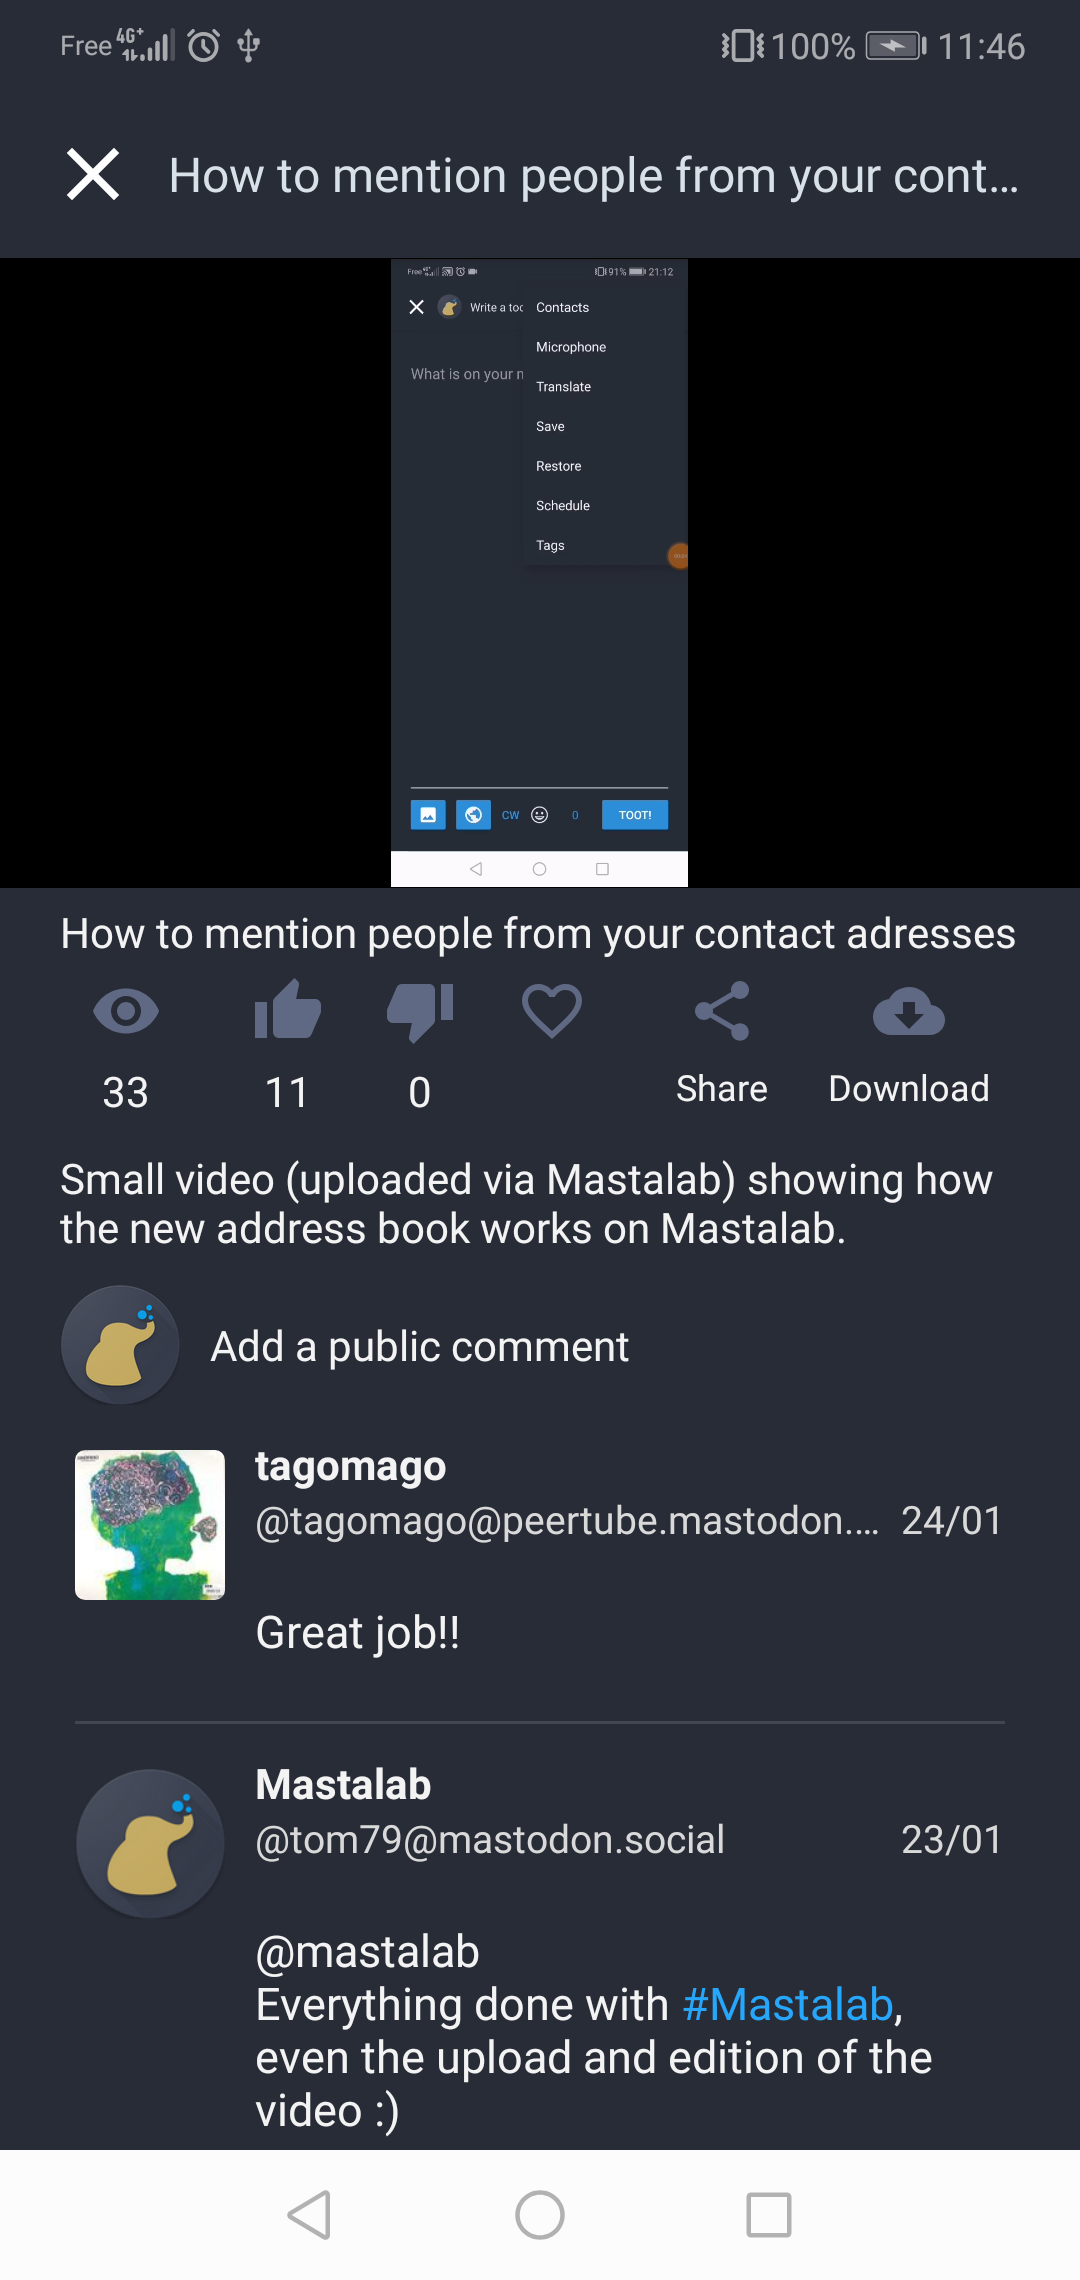 Free 4G+ 100% 11:46
How to mention people from your cont...
Free 91% 21:12
Write a too Contacts
Microphone
What is on your
Translate
Save
Restore
Schedule
Tags
CW 0 TOOT!
How to mention people from your contact adresses
33 11 0 Share Download
Small video (uploaded via Mastalab) showing how
the new address book works on Mastalab.
Add a public comment
tagomago
@tagomago@peertube.mastodon.... 24/01
Great job!!
Mastalab
@tom79@mastodon.social 23/01
@mastalab
Everything done with #Mastalab,
even the upload and edition of the
video :)